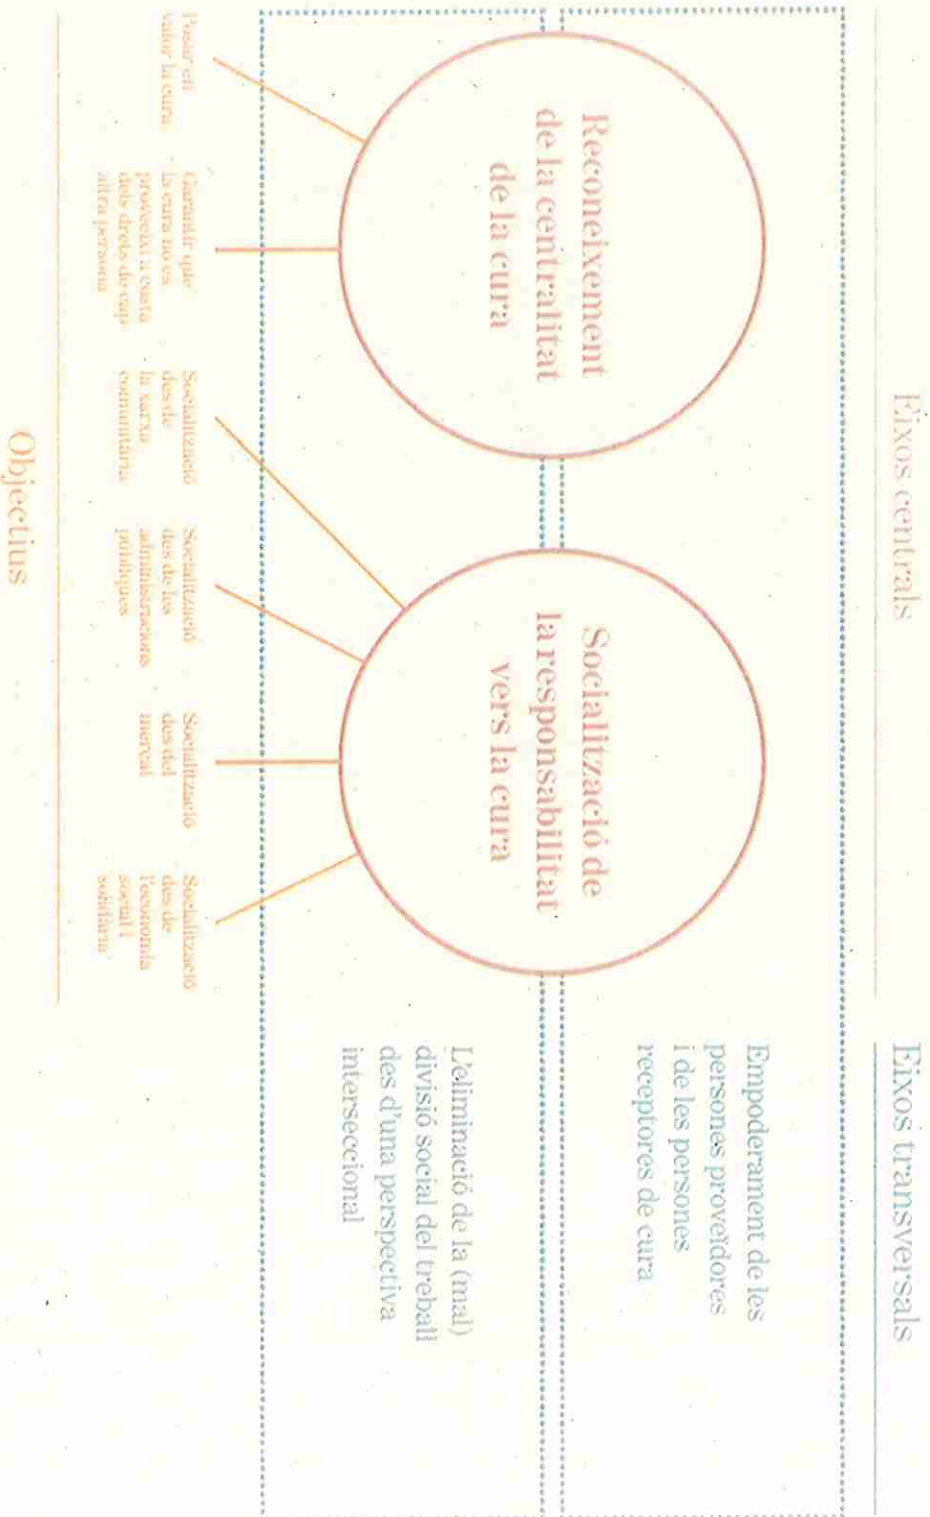 Eixos centrals
Eixos transversals
Reconeixement
de la centralitat
de la cura
Socialització de
la responsabilitat
vers la cura
Empoderament de les
persones proveïdores
i de les persones
receptores de cura
L'eliminació de la (mal)
divisió social del treball
des d'una perspectiva
interseccional
Posar en
valor la cura
Garantir que
la cura no es
proveeixi a costa
dels drets de cap
altra persona
Socialització
des de
la xarxa
comunitària
Socialització
des de les
administracions
públiques
Socialització
des del
mercat
Socialització
des de
l'economia
social i
solidària
Objectius